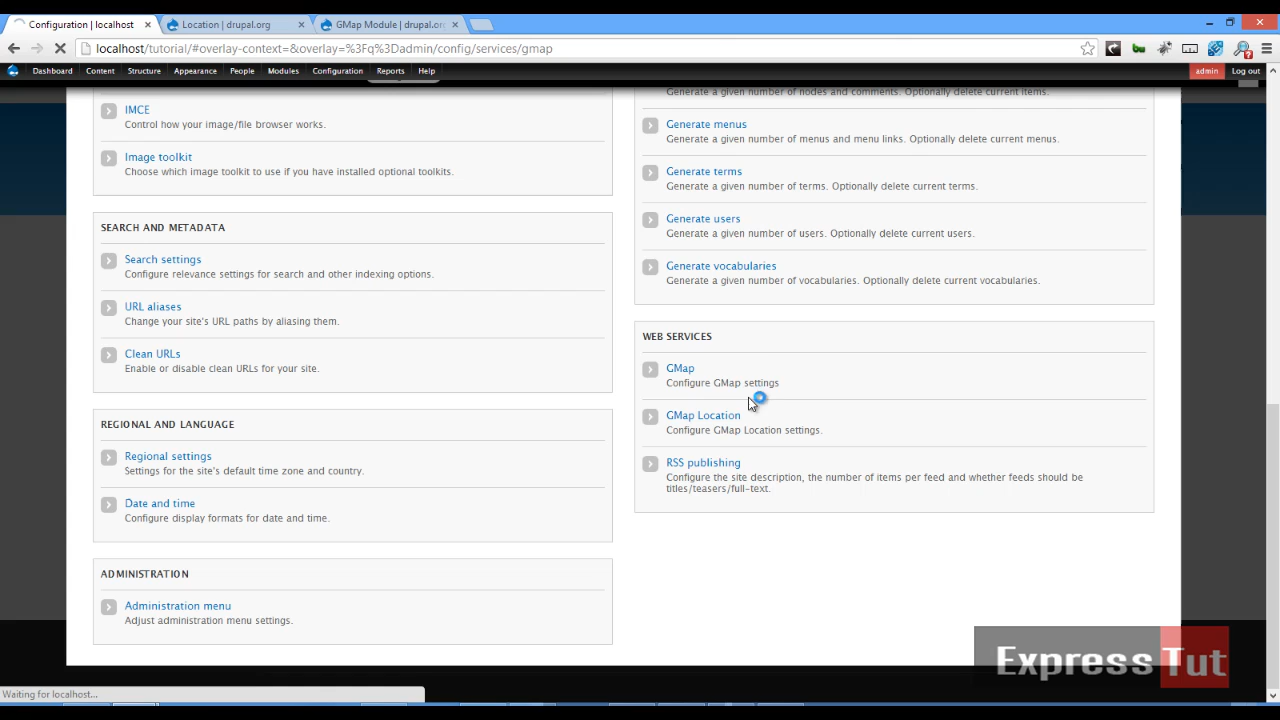 Configuration | localhost
Location | drupal.org
GMap Module | drupal.or
localhost/tutorial/#overlay-context=&overlay=%3Fq%3Dadmin/config/services/gmap
Dashboard Content Structure Appearance People Modules Configuration Reports Help admin Log out
IMCE
Control how your image/file browser works.
Image toolkit
Choose which image toolkit to use if you have installed optional toolkits.
SEARCH AND METADATA
Search settings
Configure relevance settings for search and other indexing options.
URL aliases
Change your site's URL paths by aliasing them.
Clean URLs
Enable or disable clean URLs for your site.
REGIONAL AND LANGUAGE
Regional settings
Settings for the site's default time zone and country.
Date and time
Configure display formats for date and time.
ADMINISTRATION
Administration menu
Adjust administration menu settings.
Generate a given number of nodes and comments. Optionally delete current items.
Generate menus
Generate a given number of menus and menu links. Optionally delete current menus.
Generate terms
Generate a given number of terms. Optionally delete current terms.
Generate users
Generate a given number of users. Optionally delete current users.
Generate vocabularies
Generate a given number of vocabularies. Optionally delete current vocabularies.
WEB SERVICES
GMap
Configure GMap settings
GMap Location
Configure GMap Location settings.
RSS publishing
Configure the site description, the number of items per feed and whether feeds should be
titles/teasers/full-text.
Express Tut
Waiting for localhost...